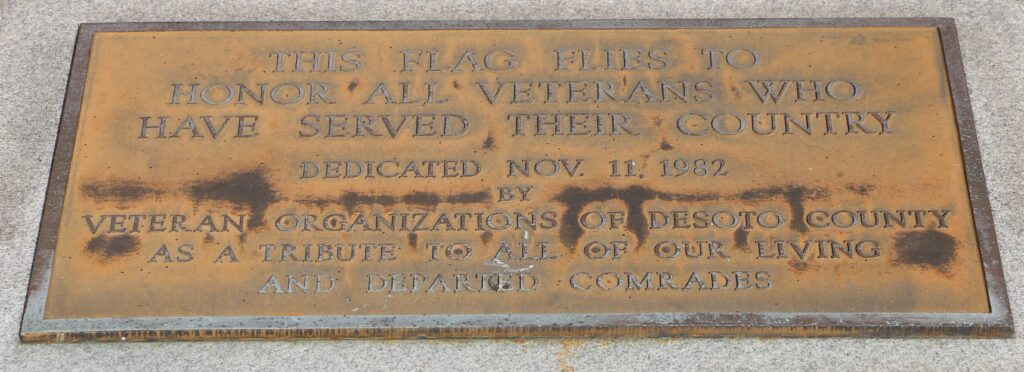 THIS FLAG FLIES TO
HONOR ALL VETERANS WHO
HAVE SERVED THEIR COUNTRY
DEDICATED NOV. 11, 1982
BY
VETERAN ORGANIZATIONS OF DESOTO COUNTY
AS A TRIBUTE TO ALL OF OUR LIVING
AND DEPARTED COMRADES